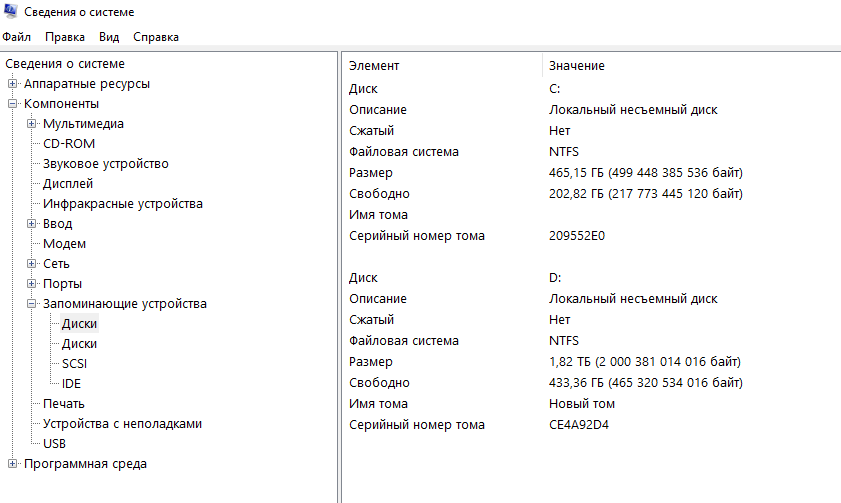 Сведения о системе
Файл Правка Вид Справка
Сведения о системе
Аппаратные ресурсы
Компоненты
Мультимедиа
CD-ROM
Звуковое устройство
Дисплей
Инфракрасные устройства
Ввод
Модем
Сеть
Порты
Запоминающие устройства
Диски
Диски
SCSI
IDE
Печать
Устройства с неполадками
USB
Программная среда
Элемент Значение
Диск C:
Описание Локальный несъемный диск
Сжатый Нет
Файловая система NTFS
Размер 465,15 ГБ (499 448 385 536 байт)
Свободно 202,82 ГБ (217 773 445 120 байт)
Имя тома
Серийный номер тома 209552E0
Диск D:
Описание Локальный несъемный диск
Сжатый Нет
Файловая система NTFS
Размер 1,82 ТБ (2 000 381 014 016 байт)
Свободно 433,36 ГБ (465 320 534 016 байт)
Имя тома Новый том
Серийный номер тома CE4A92D4